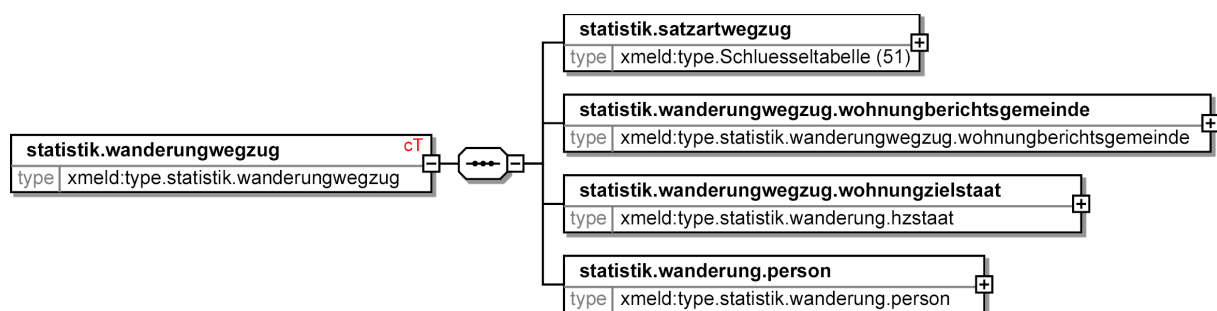 statistik.satzartwegzug
type xmeld:type.Schluesseltabelle (51)
statistik.wanderungwegzug.wohnungberichtsgemeinde
type xmeld:type.statistik.wanderungwegzug.wohnungberichtsgemeinde
statistik.wanderungwegzug cT
type xmeld:type.statistik.wanderungwegzug
statistik.wanderungwegzug.wohnungzielstaat
type xmeld:type.statistik.wanderung.hzstaat
statistik.wanderung.person
type xmeld:type.statistik.wanderung.person